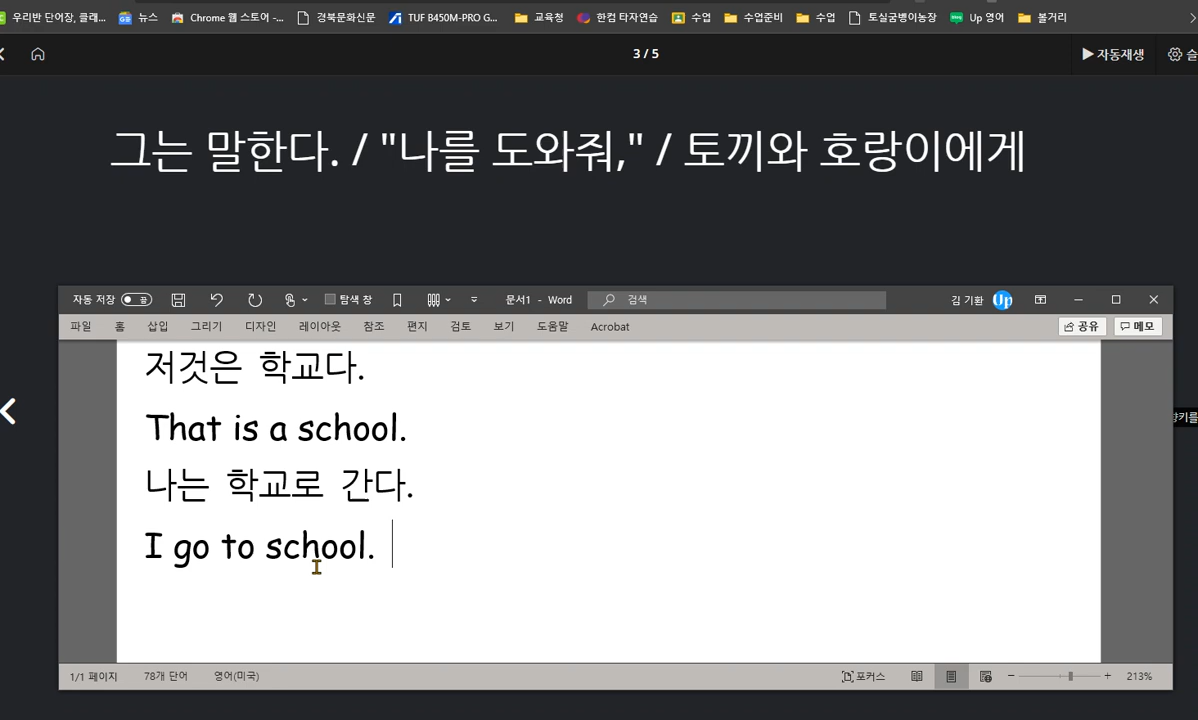 우리반 단어장, 클래... 뉴스 Chrome 웹 스토어 -... 경북문화신문 TUF B450M-PRO G... 교육청 한컴 타자연습 수업 수업준비 수업 토실굼벵이농장 Up 영어 볼거리
3 / 5 ▶자동재생 슬
그는 말한다. / "나를 도와줘," / 토끼와 호랑이에게
자동 저장 끔 탐색 창 문서1 - Word 검색 김 기환 Up
파일 홈 삽입 그리기 디자인 레이아웃 참조 편지 검토 보기 도움말 Acrobat 공유 메모
저것은 학교다.
향키를
That is a school.
나는 학교로 간다.
I go to school.
1/1 페이지 78개 단어 영어(미국) 포커스 - + 213%